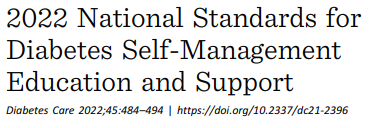 2022 National Standards for
Diabetes Self-Management
Education and Support
Diabetes Care 2022;45:484–494 | https://doi.org/10.2337/dc21-2396